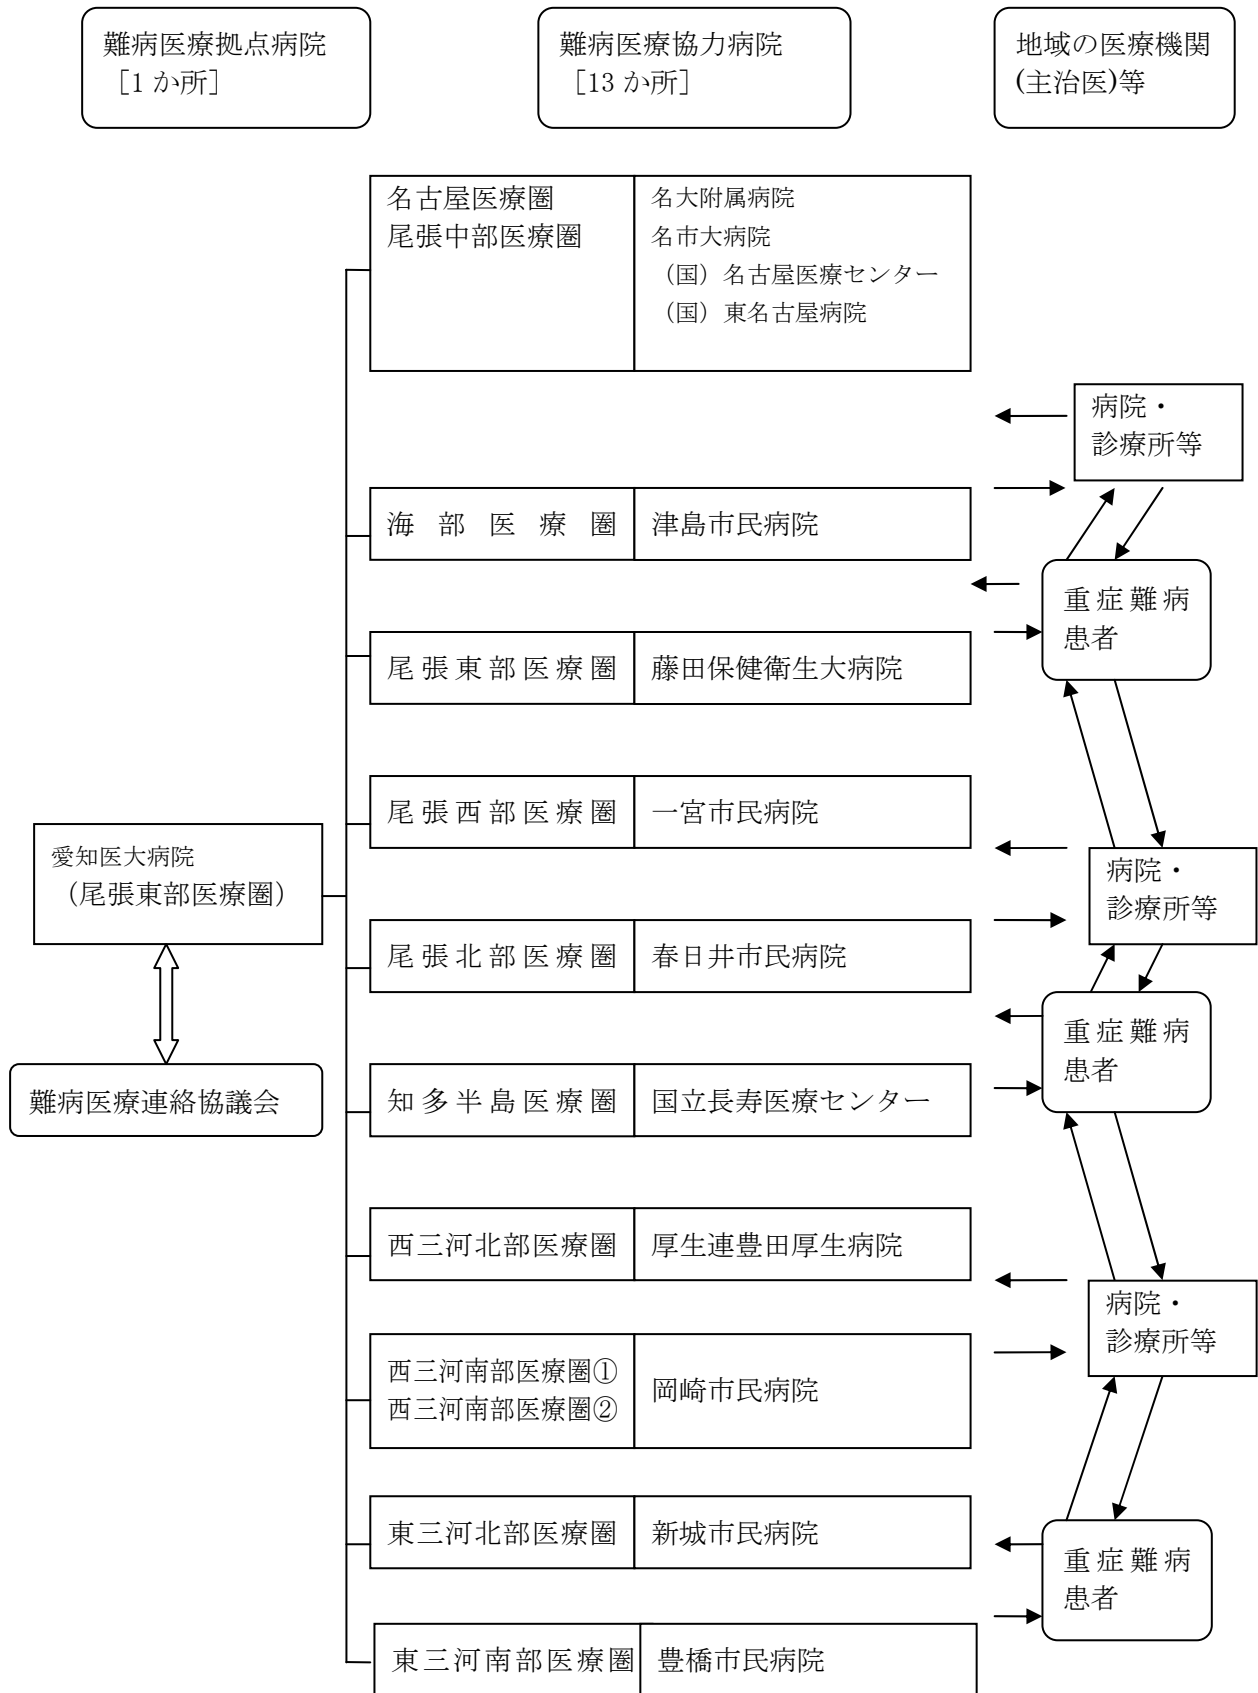 難病医療拠点病院
［1か所］
難病医療協力病院
［13か所］
地域の医療機関
(主治医)等
名古屋医療圏
尾張中部医療圏
名大附属病院
名市大病院
（国）名古屋医療センター
（国）東名古屋病院
病院・
診療所等
海部医療圏
津島市民病院
重症難病
患者
尾張東部医療圏
藤田保健衛生大病院
尾張西部医療圏
一宮市民病院
愛知医大病院
（尾張東部医療圏）
病院・
診療所等
尾張北部医療圏
春日井市民病院
重症難病
患者
難病医療連絡協議会
知多半島医療圏
国立長寿医療センター
西三河北部医療圏
厚生連豊田厚生病院
病院・
診療所等
西三河南部医療圏①
西三河南部医療圏②
岡崎市民病院
東三河北部医療圏
新城市民病院
重症難病
患者
東三河南部医療圏
豊橋市民病院